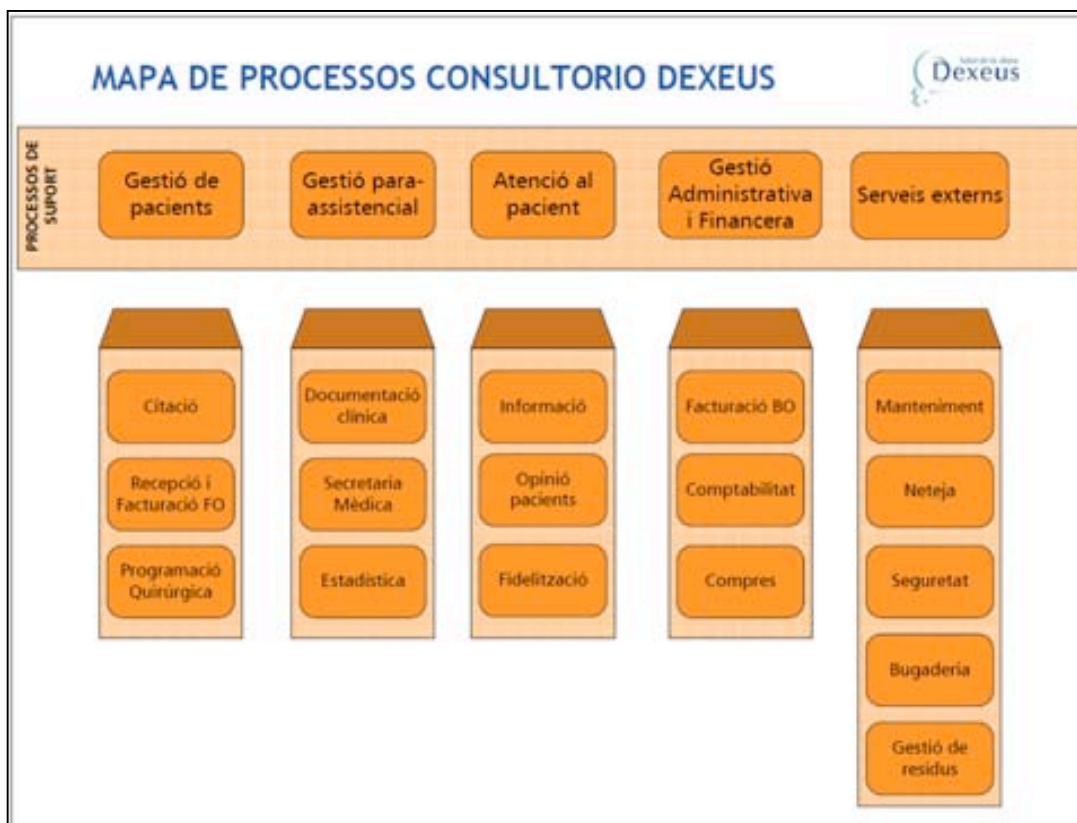 MAPA DE PROCESSOS CONSULTORIO DEXEUS
Dexeus
PROCESSOS DE
SUPORT
Gestió de
pacients
Gestió para-
assistencial
Atenció al
pacient
Gestió
Administrativa
i Financera
Serveis externs
Citació
Recepció i
Facturació FO
Programació
Quirúrgica
Documentació
clínica
Secretaria
Mèdica
Estadística
Informació
Opinió
pacients
Fidelització
Facturació BO
Comptabilitat
Compres
Manteniment
Neteja
Seguretat
Bugaderia
Gestió de
residus